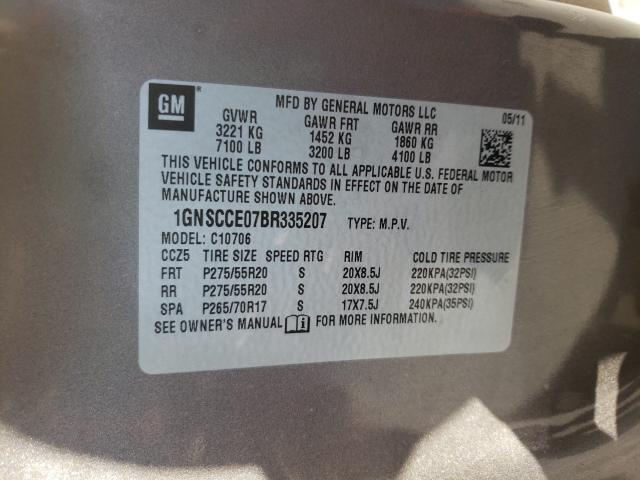 GM®
MFD BY GENERAL MOTORS LLC 05/11
GVWR GAWR FRT GAWR RR
3221 KG 1452 KG 1860 KG
7100 LB 3200 LB 4100 LB
THIS VEHICLE CONFORMS TO ALL APPLICABLE U.S. FEDERAL MOTOR
VEHICLE SAFETY STANDARDS IN EFFECT ON THE DATE OF
MANUFACTURE SHOWN ABOVE.
1GNSCCE07BR335207 TYPE: M.P.V.
MODEL: C10706
CCZ5 TIRE SIZE SPEED RTG RIM COLD TIRE PRESSURE
FRT P275/55R20 S 20X8.5J 220KPA(32PSI)
RR P275/55R20 S 20X8.5J 220KPA(32PSI)
SPA P265/70R17 S 17X7.5J 240KPA(35PSI)
SEE OWNER'S MANUAL FOR MORE INFORMATION.